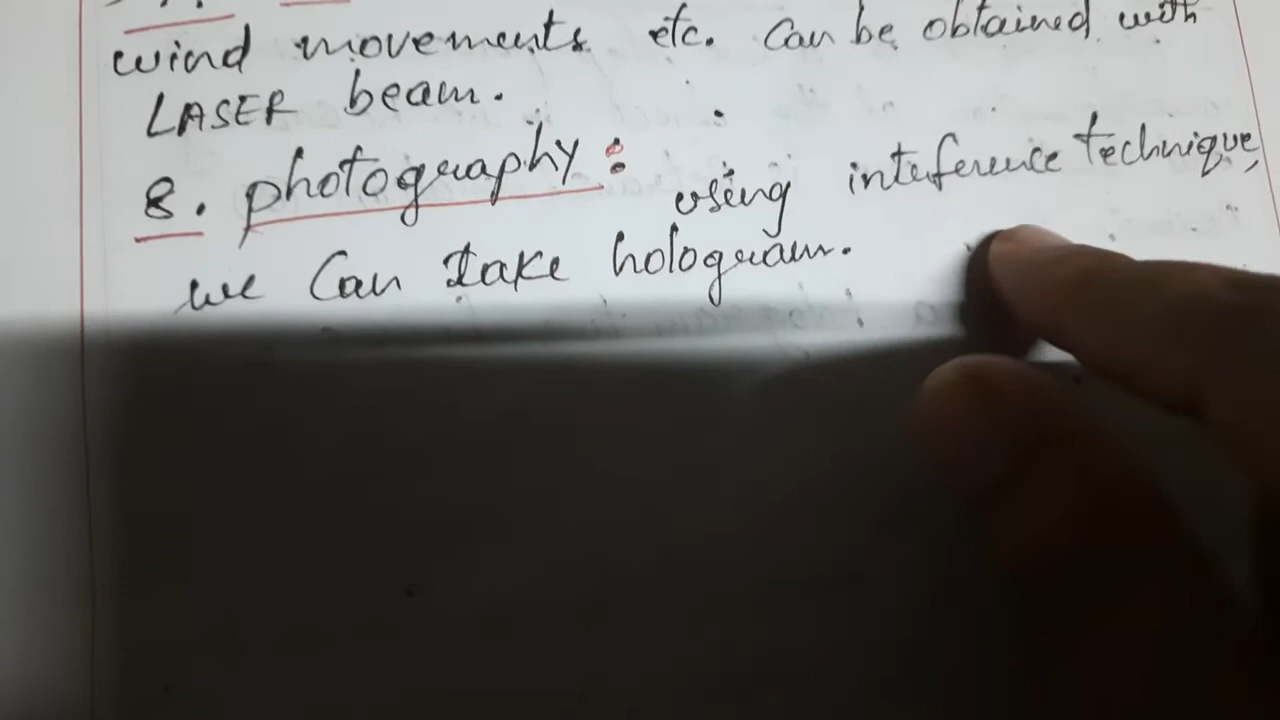 wind movements etc. Can be obtained with
LASER beam.
8. photography : using interference technique,
we Can take hologram.